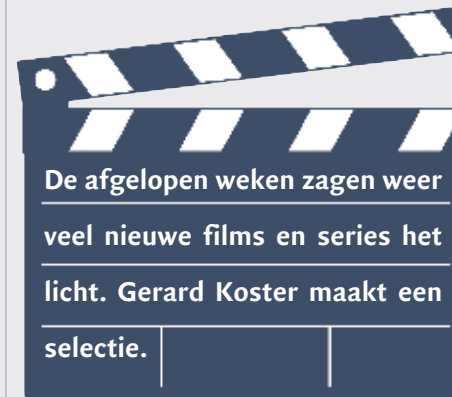 De afgelopen weken zagen weer
veel nieuwe films en series het
licht. Gerard Koster maakt een
selectie.